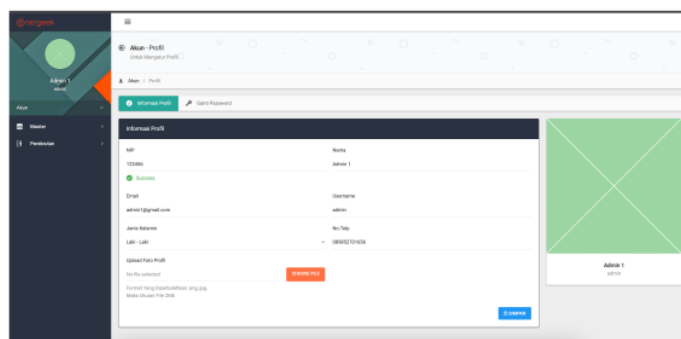 energeek
Admin 1
admin
Akun
Master
Akun - Profil
Untuk Mengatur Profil
Akun / Profil
Informasi Profil
Ganti Password
Informasi Profil
NIP
Nama
123456
Admin 1
Success
Email
Username
admin1@gmail.com
admin
Jenis Kelamin
No.Telp
Laki - Laki
Upload Foto Profil
No file selected
CHOOSE FILE
Format Yang Diperbolehkan: png, jpg
Maks Ukuran File 2Mb
SIMPAN
Admin 1
admin